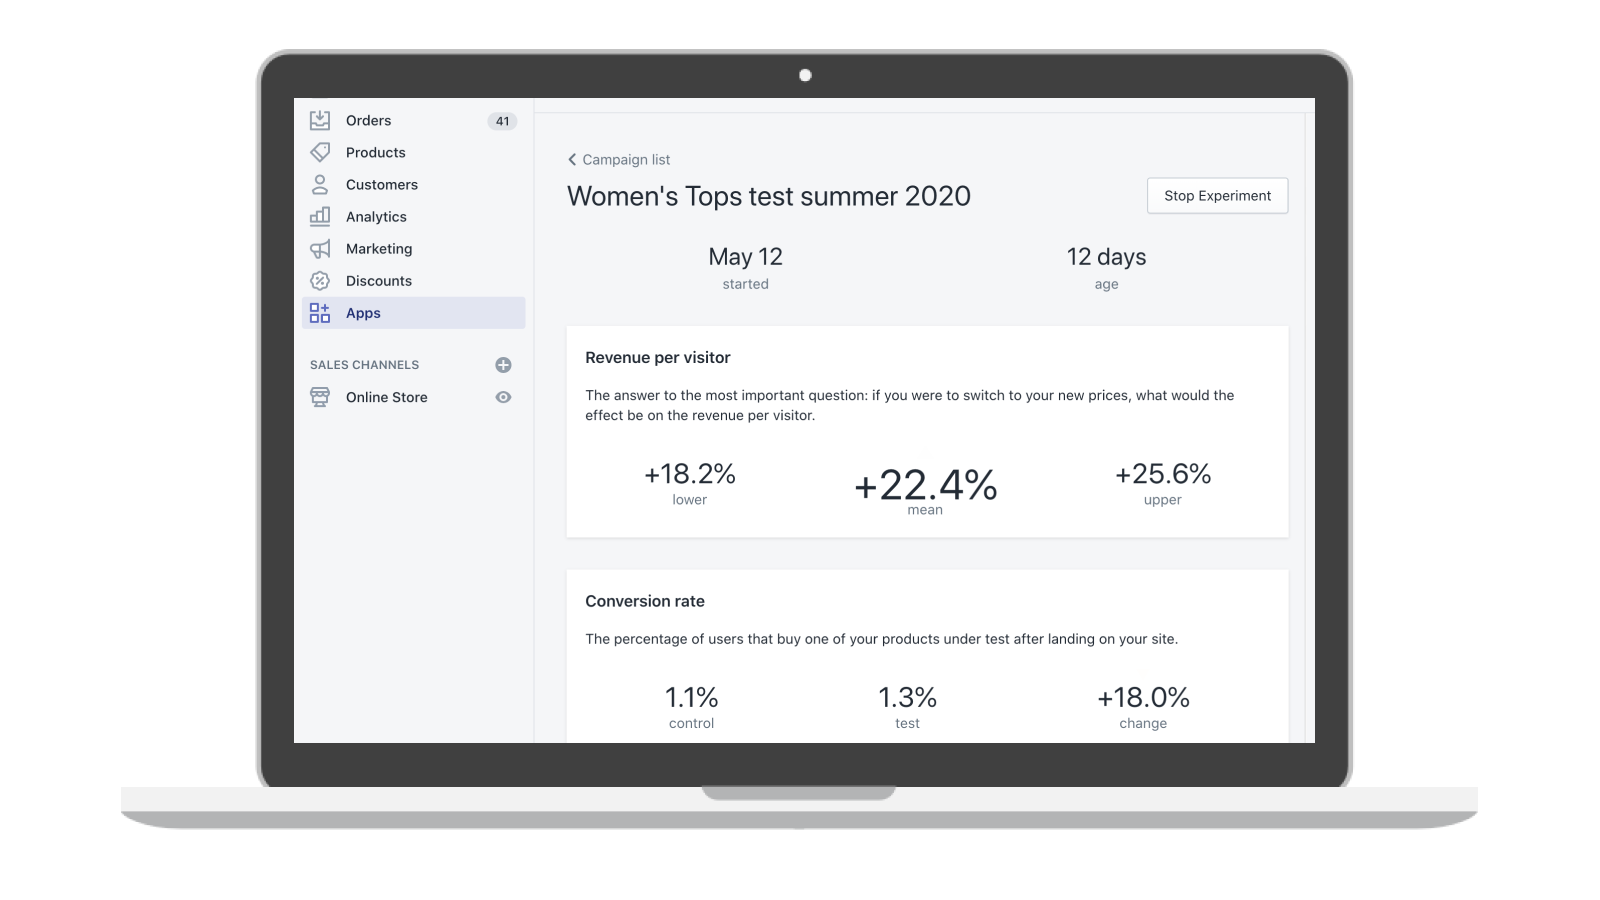 Orders 41
Products
Customers
Analytics
Marketing
Discounts
Apps
SALES CHANNELS
Online Store
Campaign list
Women's Tops test summer 2020
Stop Experiment
May 12
started
12 days
age
Revenue per visitor
The answer to the most important question: if you were to switch to your new prices, what would the
effect be on the revenue per visitor.
+18.2%
lower
+22.4%
mean
+25.6%
upper
Conversion rate
The percentage of users that buy one of your products under test after landing on your site.
1.1%
control
1.3%
test
+18.0%
change